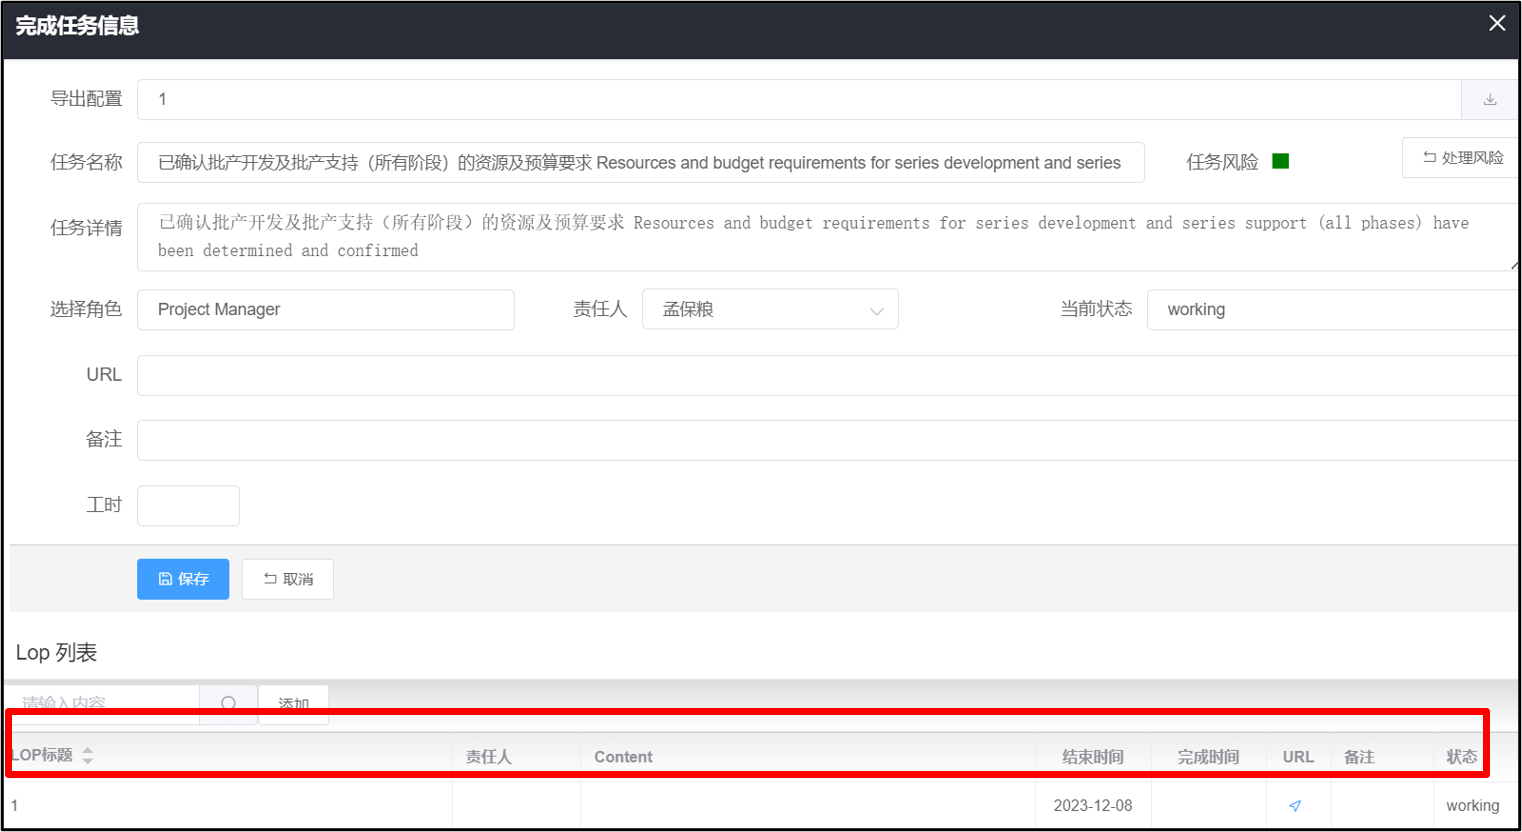 完成任务信息
导出配置 1
任务名称 已确认批产开发及批产支持（所有阶段）的资源及预算要求 Resources and budget requirements for series development and series 任务风险 处理风险
任务详情 已确认批产开发及批产支持（所有阶段）的资源及预算要求 Resources and budget requirements for series development and series support (all phases) have
been determined and confirmed
选择角色 Project Manager 责任人 孟保粮 当前状态 working
URL
备注
工时
保存 取消
Lop 列表
请输入内容 添加
LOP标题 责任人 Content 结束时间 完成时间 URL 备注 状态
1 2023-12-08 working